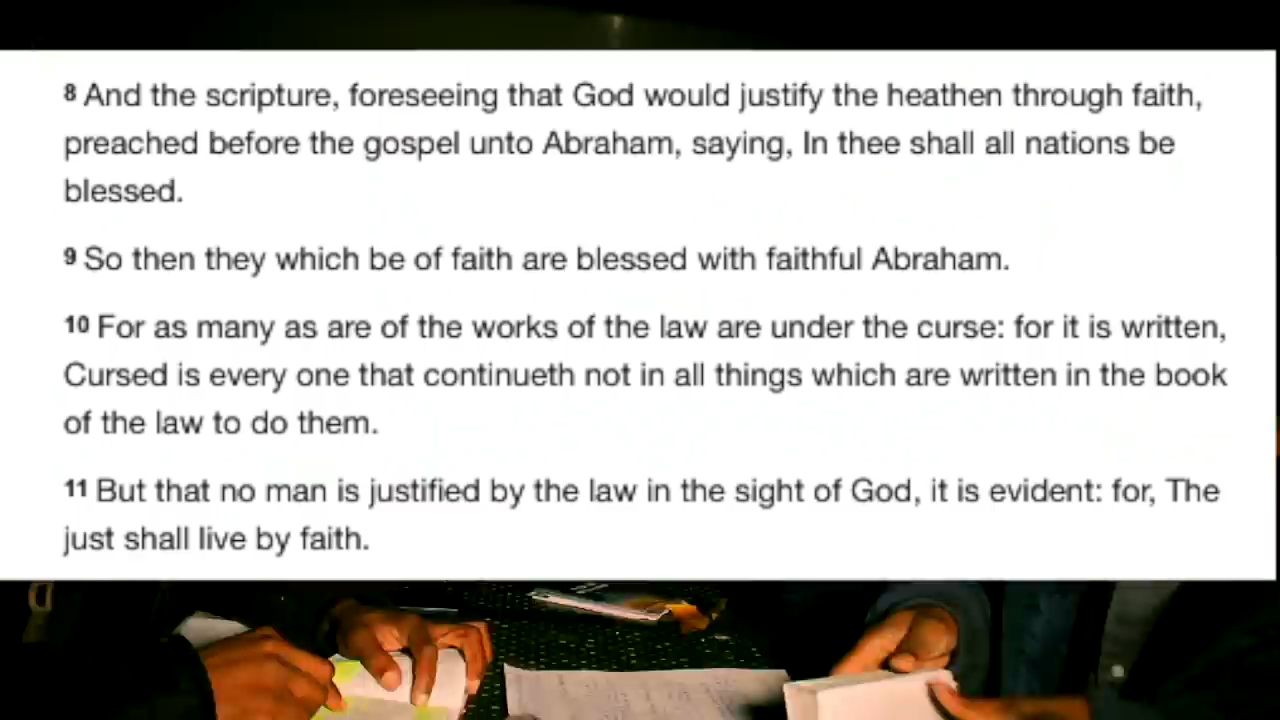 8 And the scripture, foreseeing that God would justify the heathen through faith,
preached before the gospel unto Abraham, saying, In thee shall all nations be
blessed.
9 So then they which be of faith are blessed with faithful Abraham.
10 For as many as are of the works of the law are under the curse: for it is written,
Cursed is every one that continueth not in all things which are written in the book
of the law to do them.
11 But that no man is justified by the law in the sight of God, it is evident: for, The
just shall live by faith.